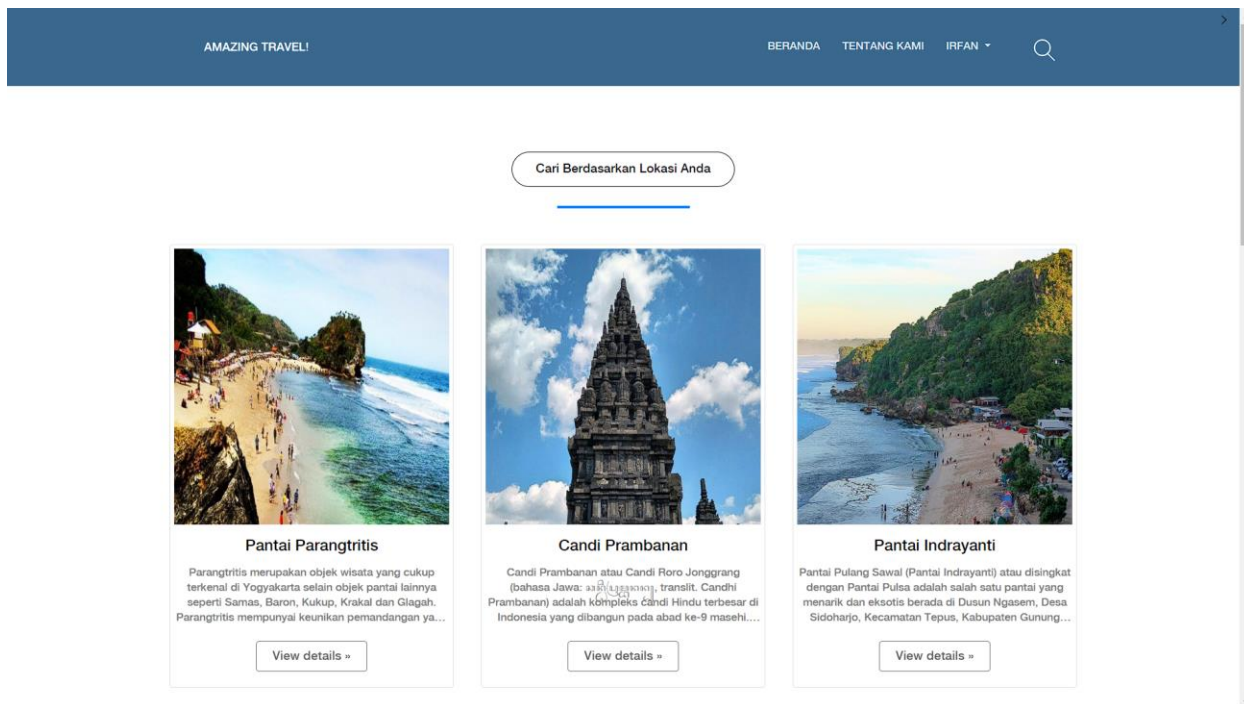 AMAZING TRAVEL!
BERANDA TENTANG KAMI IRFAN
Cari Berdasarkan Lokasi Anda
Pantai Parangtritis
Parangtritis merupakan objek wisata yang cukup
terkenal di Yogyakarta selain objek pantai lainnya
seperti Samas, Baron, Kukup, Krakal dan Glagah.
Parangtritis mempunyai keunikan pemandangan ya...
View details »
Candi Prambanan
Candi Prambanan atau Candi Roro Jonggrang
(bahasa Jawa: translit. Candhi
Prambanan) adalah kompleks candi Hindu terbesar di
Indonesia yang dibangun pada abad ke-9 masehi....
View details »
Pantai Indrayanti
Pantai Pulang Sawal (Pantai Indrayanti) atau disingkat
dengan Pantai Pulsa adalah salah satu pantai yang
menarik dan eksotis berada di Dusun Ngasem, Desa
Sidoharjo, Kecamatan Tepus, Kabupaten Gunung...
View details »